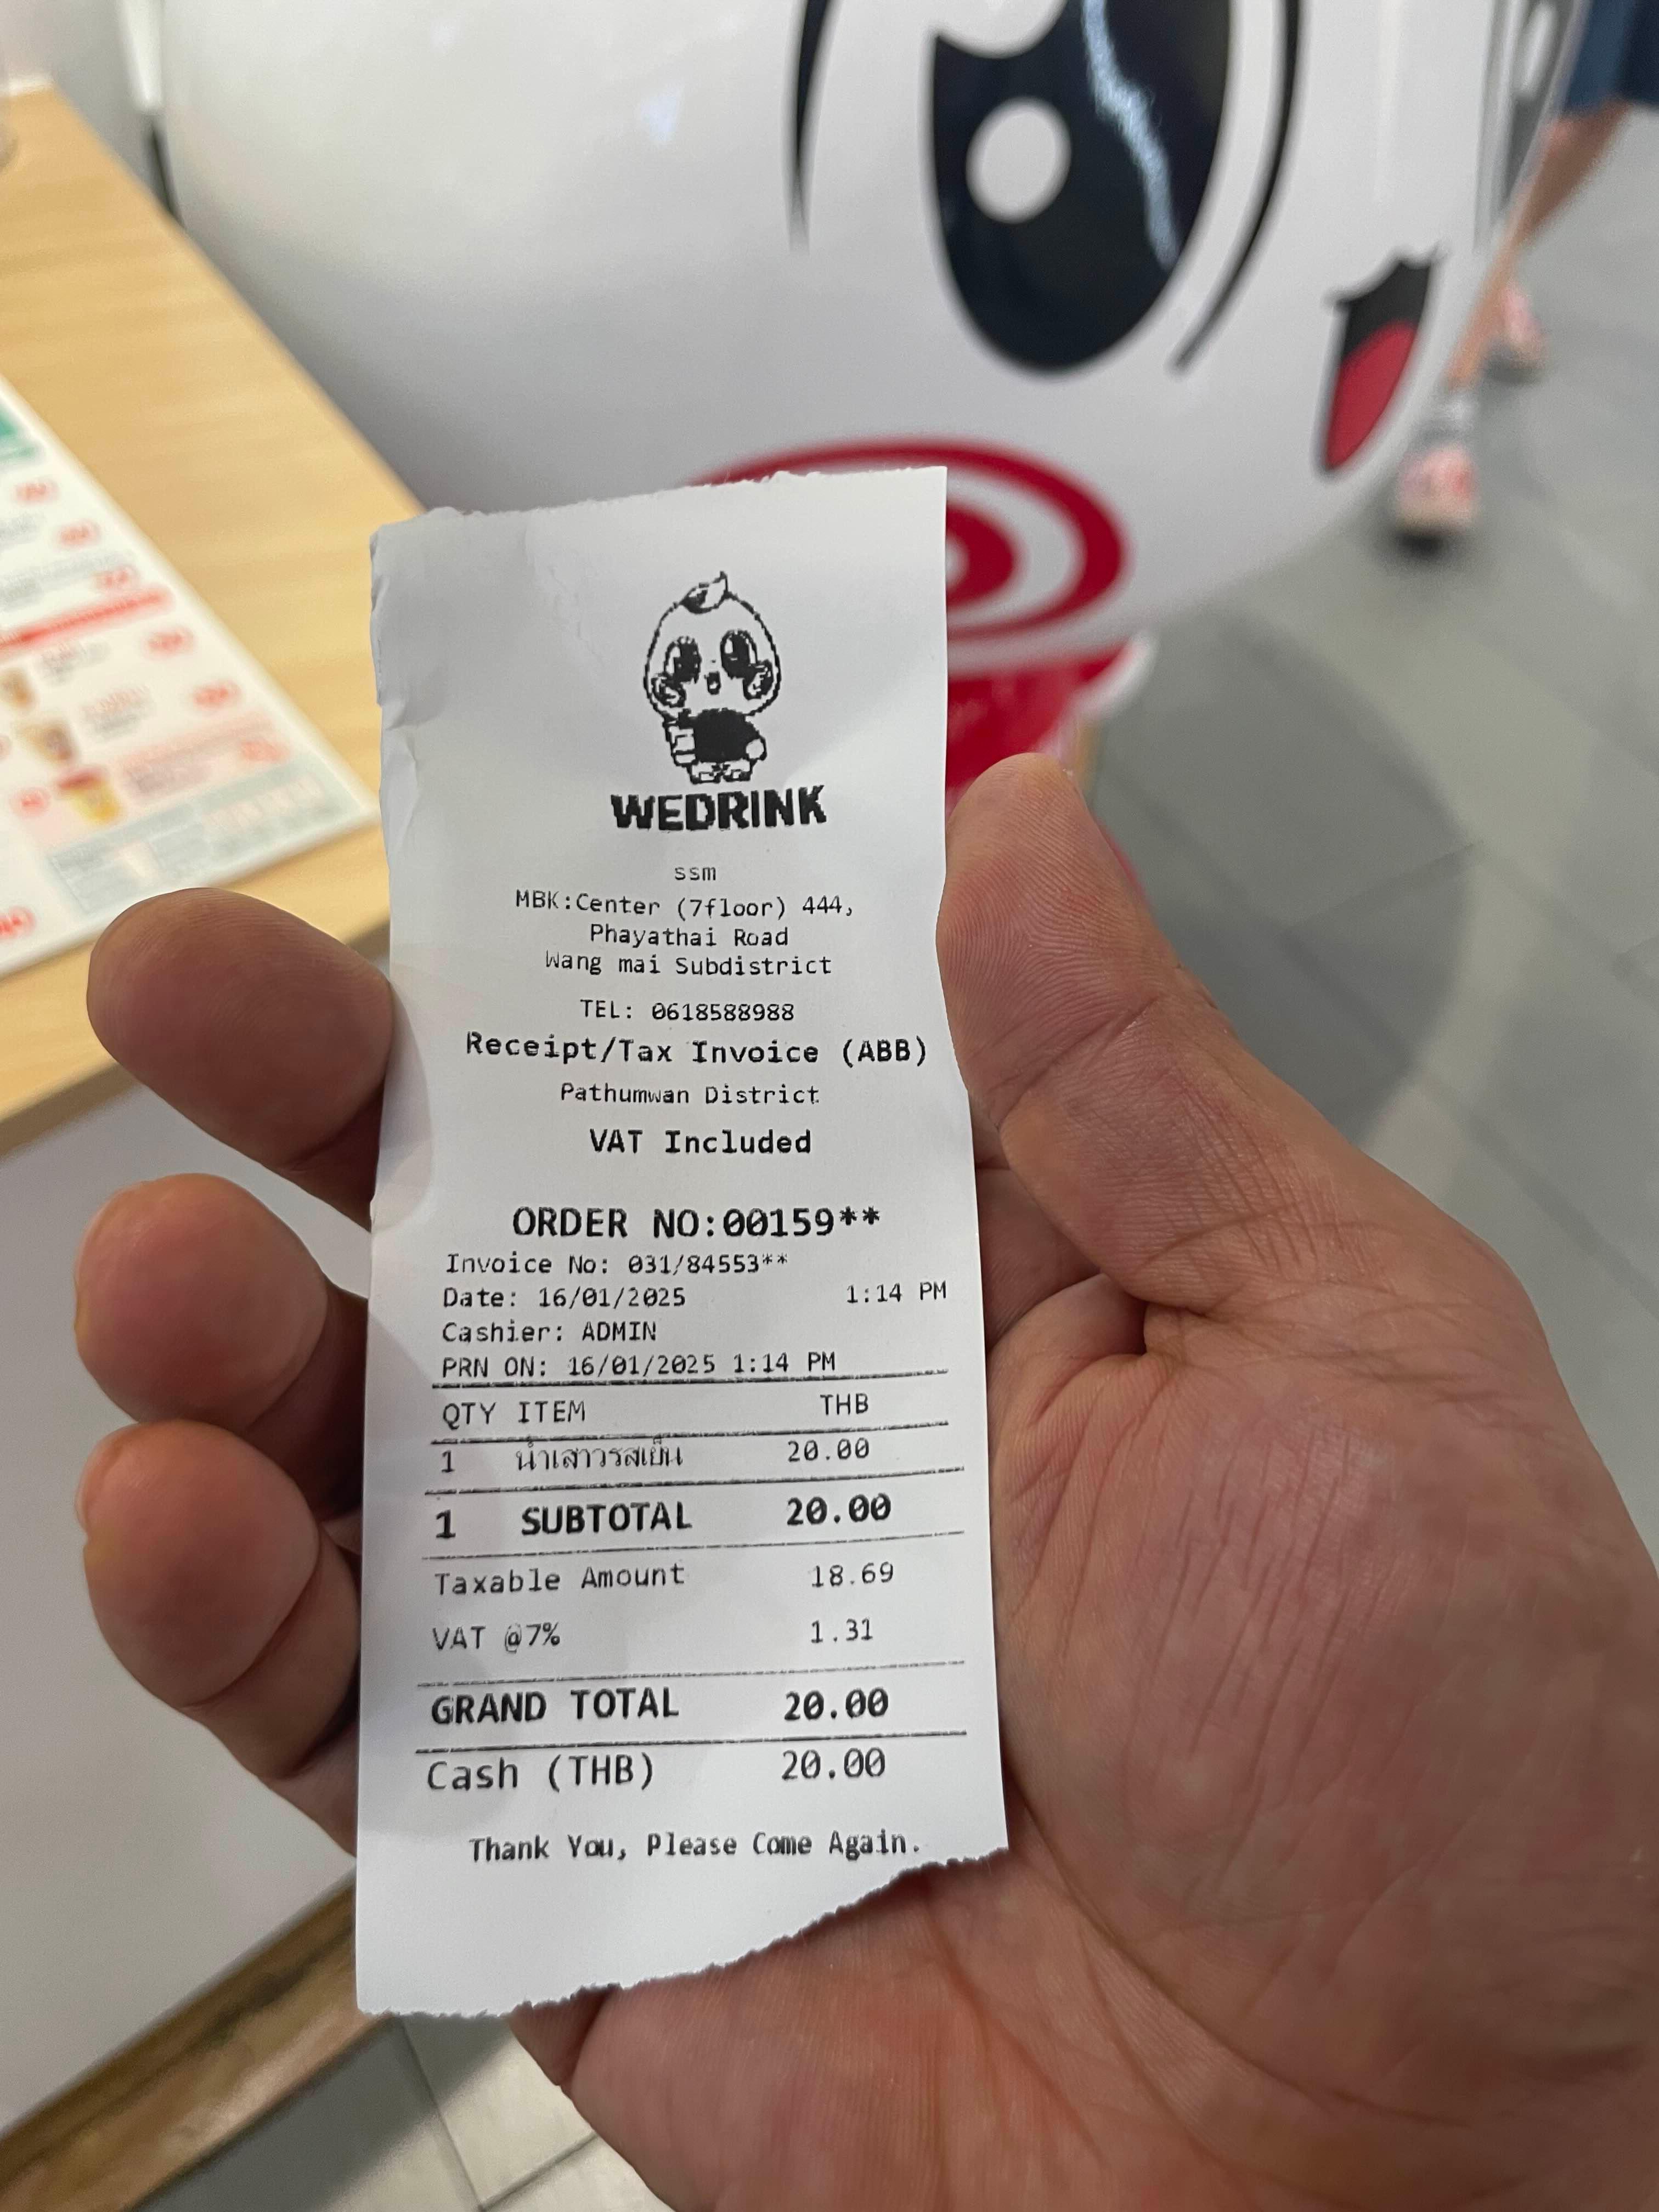 WEDRINK
ssm
MBK:Center (7floor) 444,
Phayathai Road
Wang mai Subdistrict
TEL: 0618588988
Receipt/Tax Invoice (ABB)
Pathumwan District
VAT Included
ORDER NO:00159**
Invoice No: 031/84553**
Date: 16/01/2025 1:14 PM
Cashier: ADMIN
PRN ON: 16/01/2025 1:14 PM
QTY ITEM THB
1 น้ำเสาวรสเย็น 20.00
1 SUBTOTAL 20.00
Taxable Amount 18.69
VAT @7% 1.31
GRAND TOTAL 20.00
Cash (THB) 20.00
Thank You, Please Come Again.